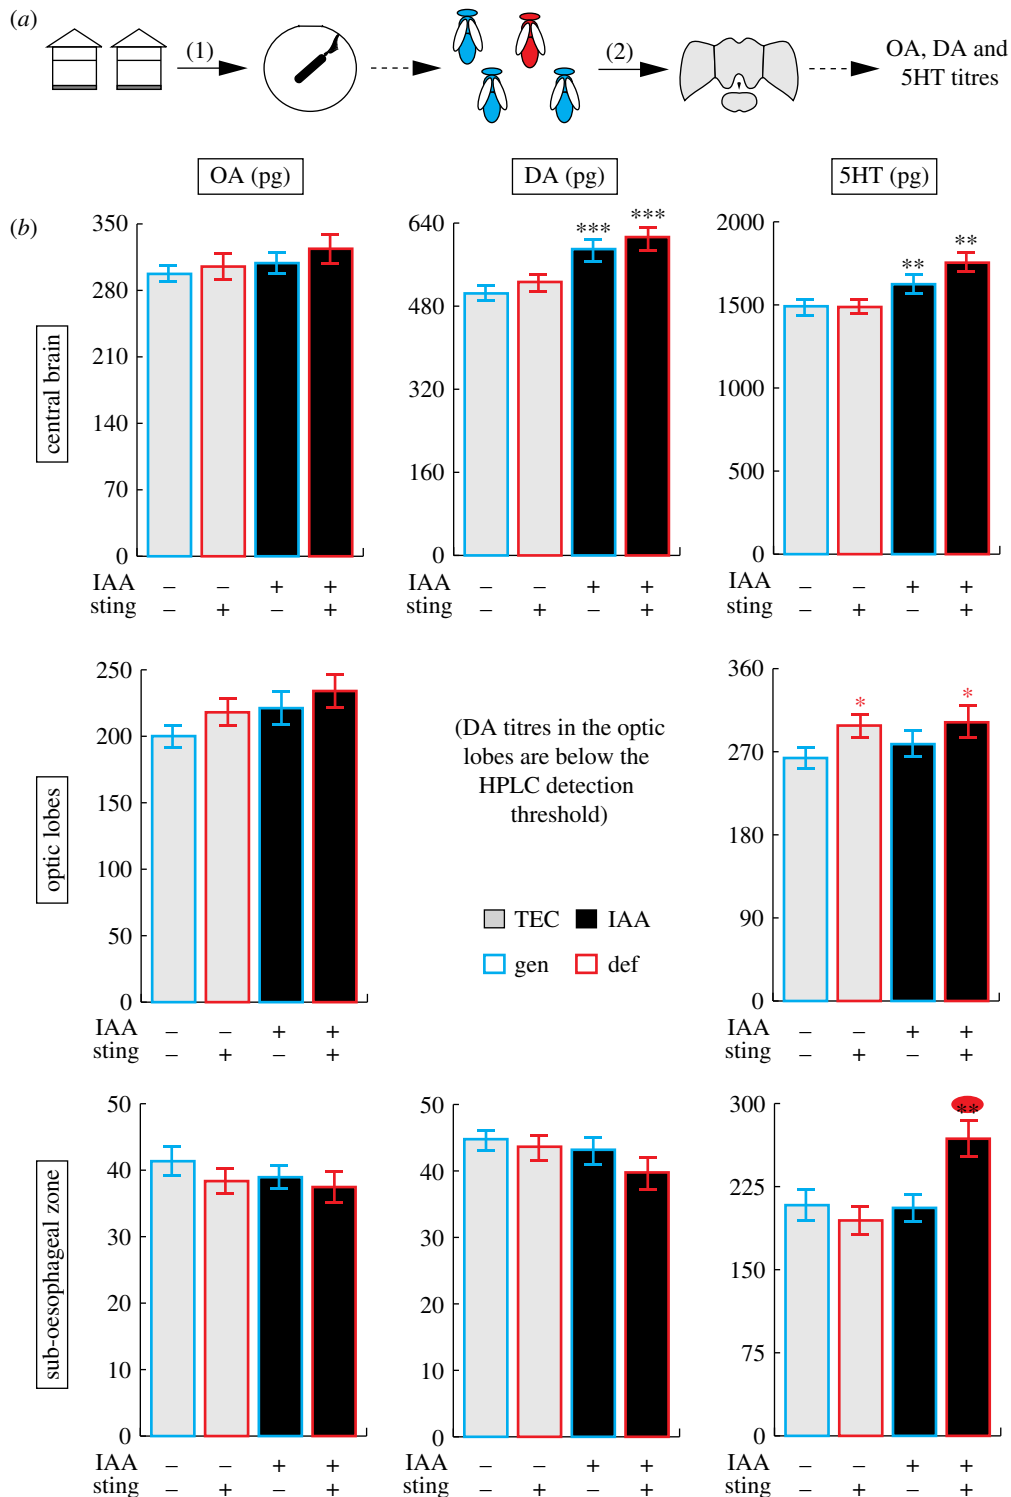 (a)
(1)
(2)
OA, DA and
5HT titres
OA (pg)
DA (pg)
5HT (pg)
(b)
central brain
350
280
210
140
70
0
IAA – – + +
sting – + – +
640
480
320
160
0
*** ***
IAA – – + +
sting – + – +
2000
1500
1000
500
0
** **
IAA – – + +
sting – + – +
optic lobes
250
200
150
100
50
0
IAA – – + +
sting – + – +
(DA titres in the optic
lobes are below the
HPLC detection
threshold)
TEC IAA
gen def
360
270
180
90
0
* *
IAA – – + +
sting – + – +
sub-oesophageal zone
50
40
30
20
10
0
IAA – – + +
sting – + – +
50
40
30
20
10
0
IAA – – + +
sting – + – +
300
225
150
75
0
**
IAA – – + +
sting – + – +